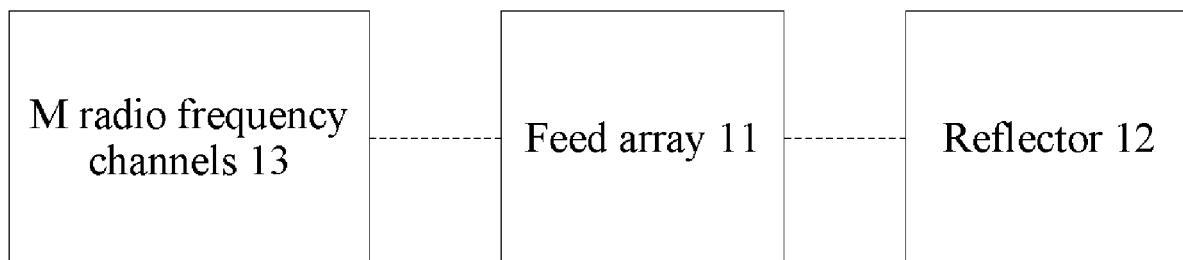 M radio frequency
channels 13
Feed array 11
Reflector 12